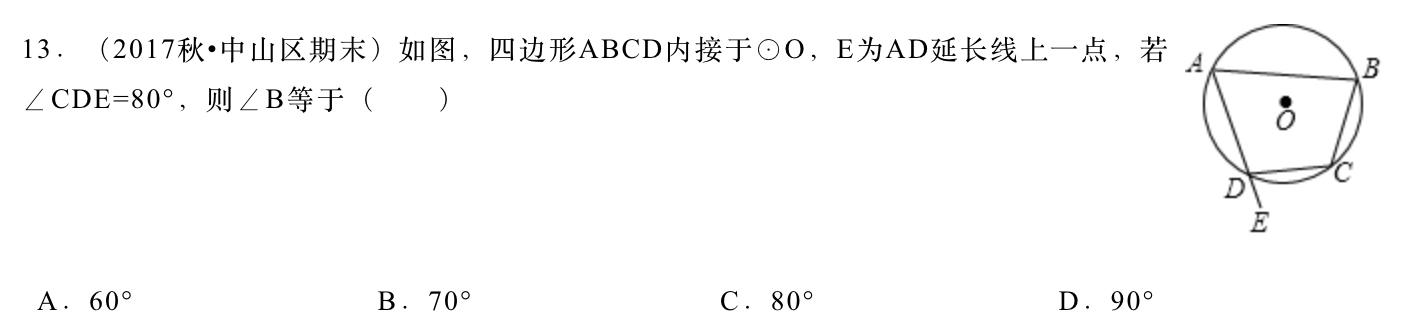 13．（2017秋•中山区期末）如图，四边形ABCD内接于⊙O，E为AD延长线上一点，若
∠CDE=80°，则∠B等于（　　）
A
B
O
C
D
E
A．60° B．70° C．80° D．90°